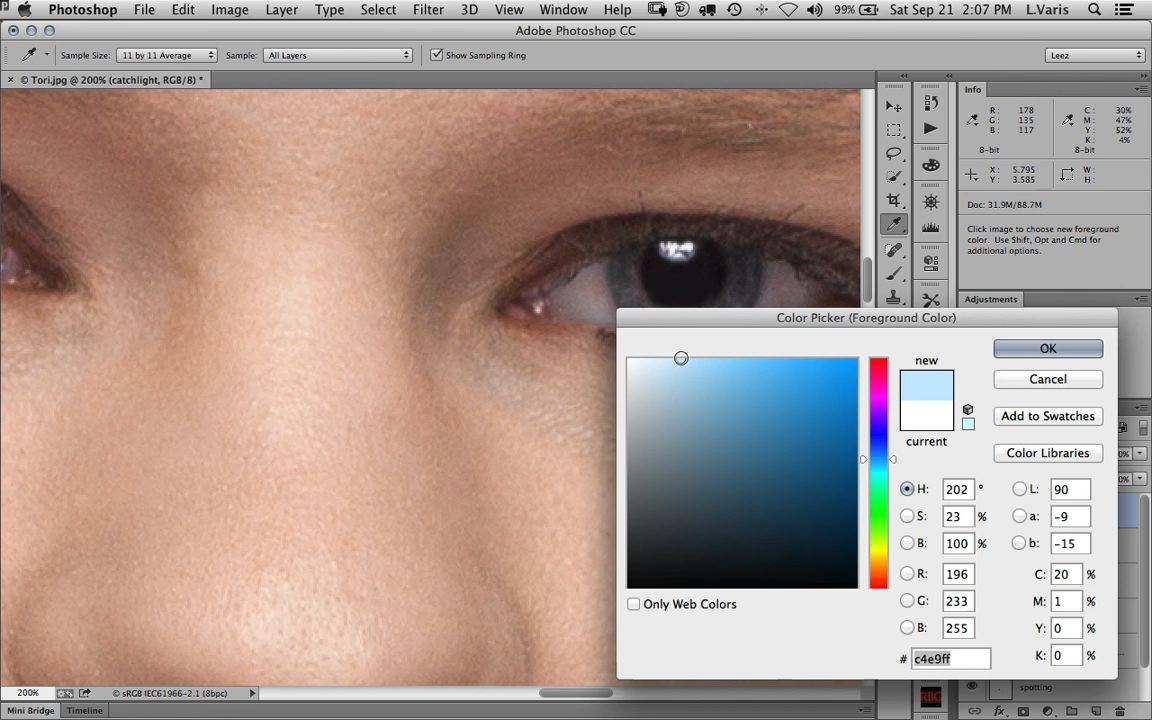 Photoshop File Edit Image Layer Type Select Filter 3D View Window Help 99% Sat Sep 21 2:07 PM L.Varis
Adobe Photoshop CC
Sample Size: 11 by 11 Average Sample: All Layers Show Sampling Ring Leez
© Tori.jpg @ 200% (catchlight, RGB/8) *
Info
R: 178 C: 30%
G: 135 M: 47%
B: 117 Y: 52%
K: 4%
8-bit 8-bit
X: 5.795 W:
Y: 3.585 H:
Doc: 31.9M/88.7M
Click image to choose new foreground
color. Use Shift, Opt and Cmd for
additional options.
Adjustments
Color Picker (Foreground Color)
new
current
OK
Cancel
Add to Swatches
Color Libraries
H: 202 ° L: 90
S: 23 % a: -9
B: 100 % b: -15
R: 196 C: 20 %
G: 233 M: 1 %
B: 255 Y: 0 %
# c4e9ff K: 0 %
Only Web Colors
spotting
200% © sRGB IEC61966-2.1 (8bpc)
Mini Bridge Timeline